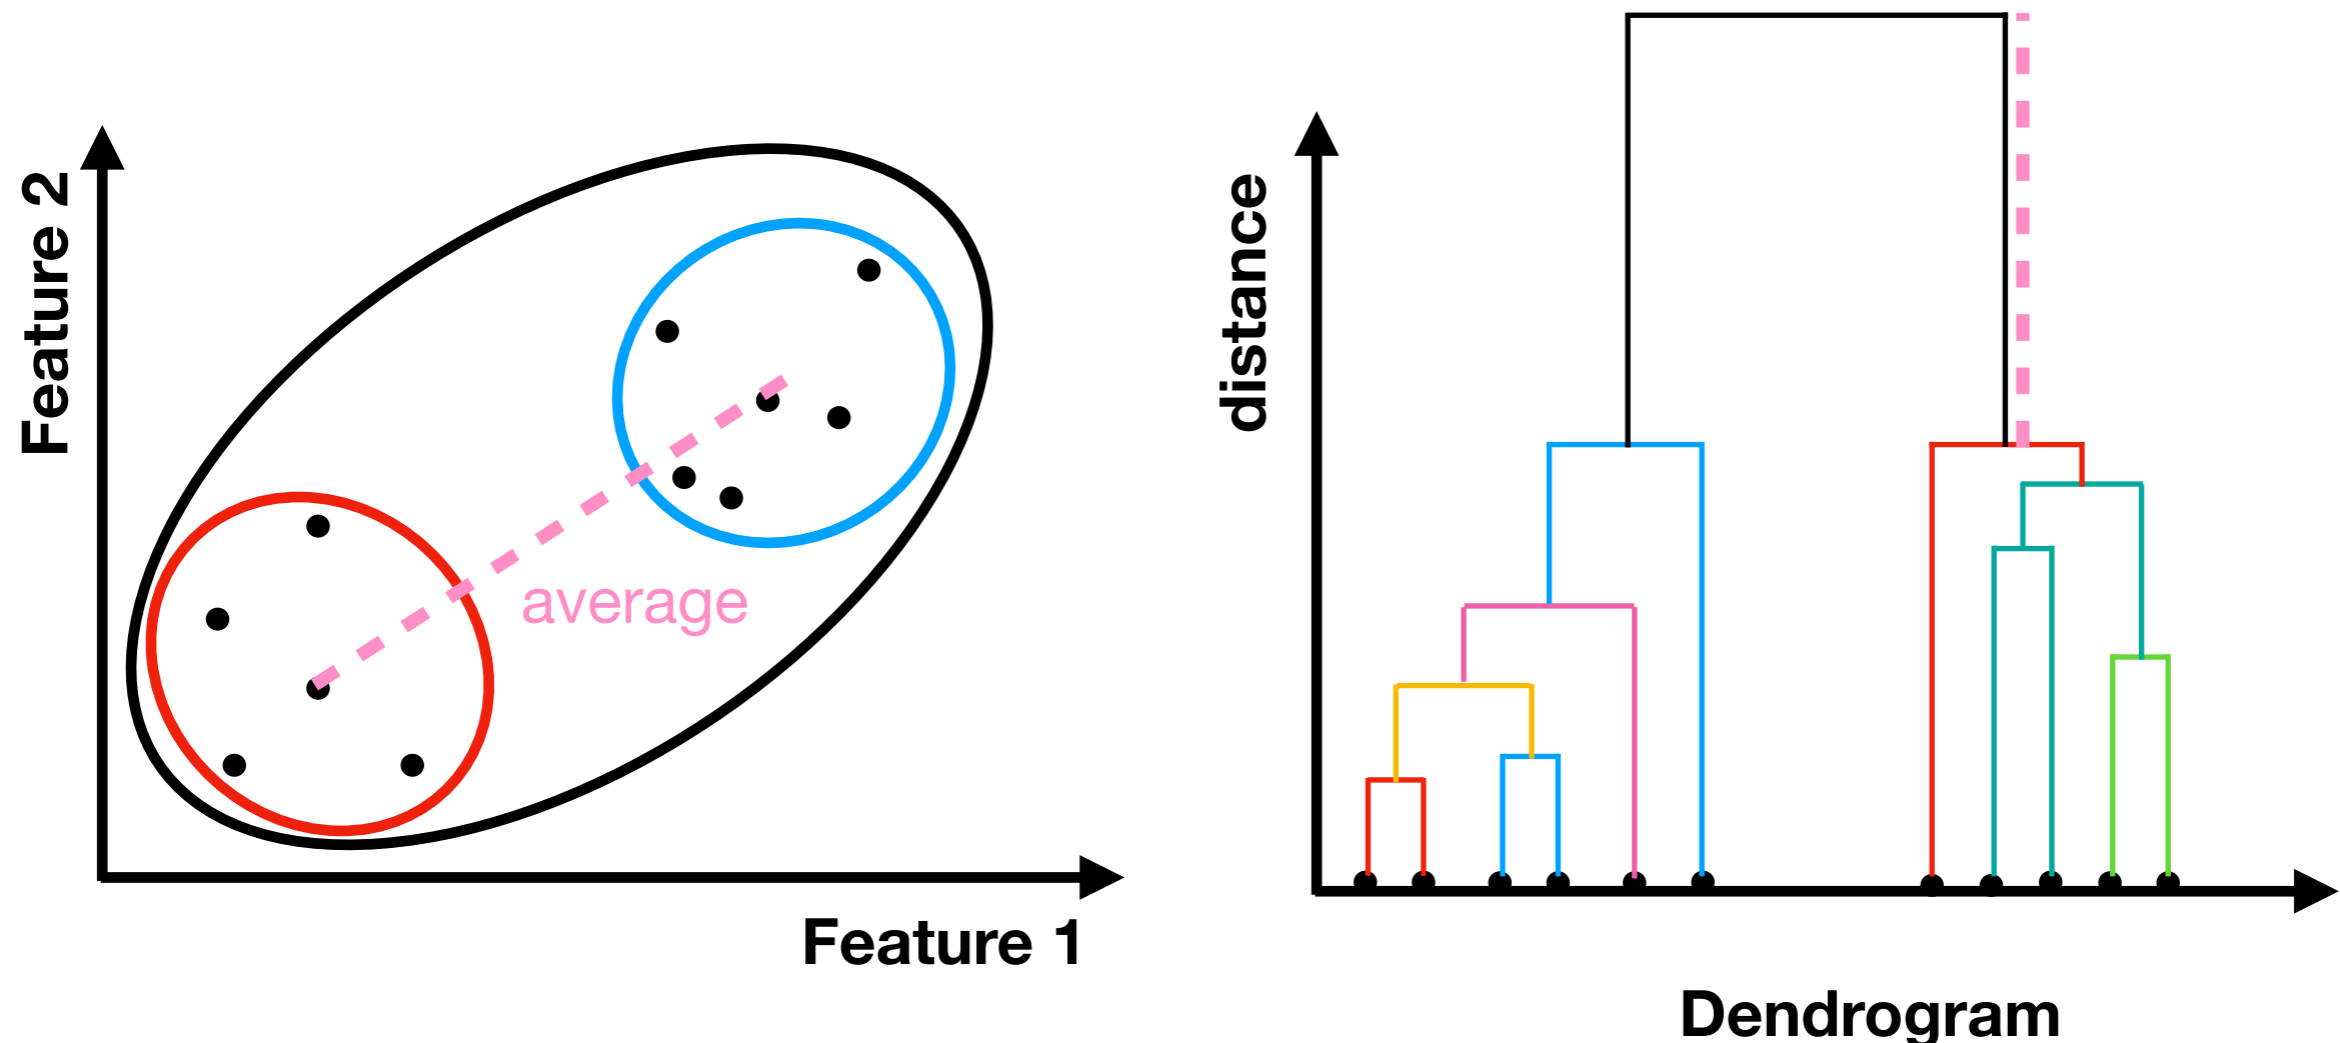 Feature 2
average
Feature 1
distance
Dendrogram